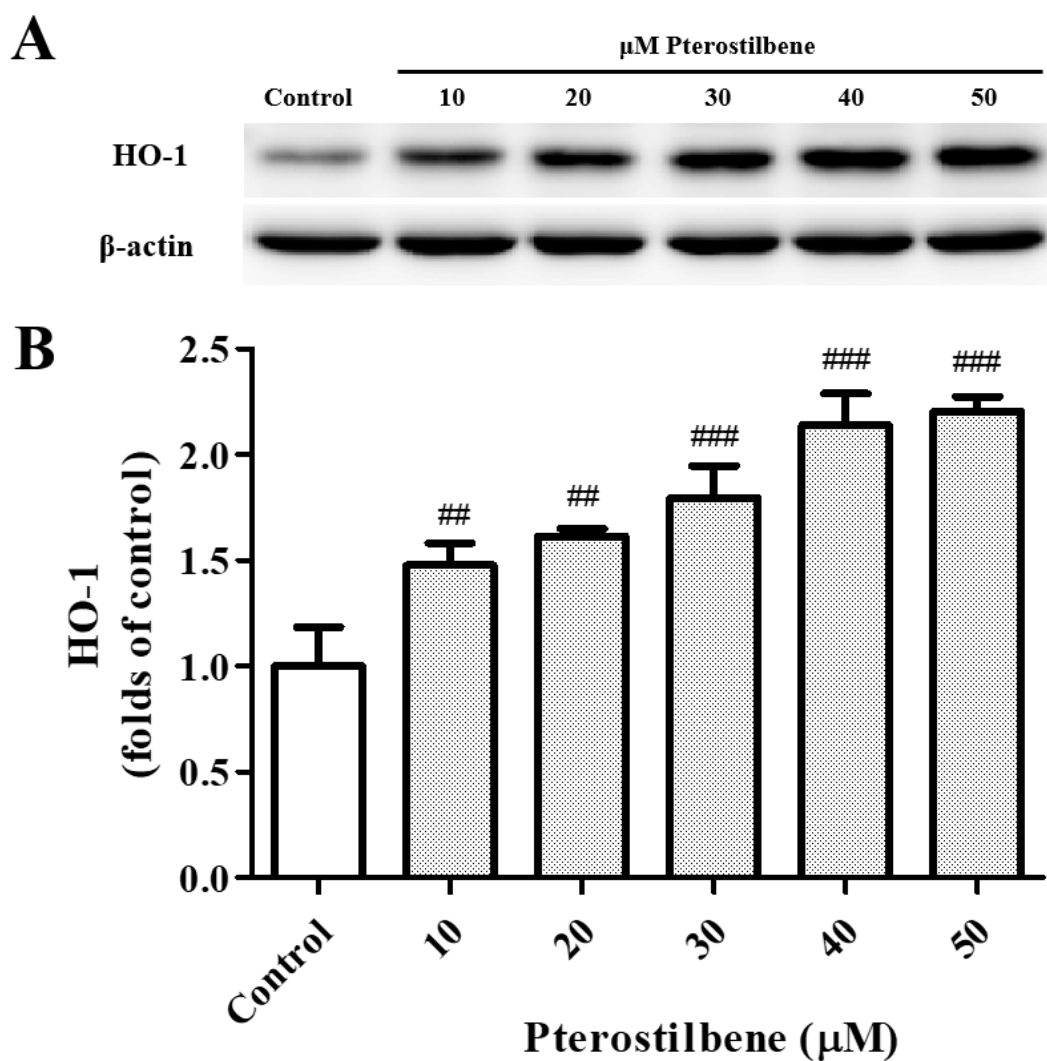 A
μM Pterostilbene
Control 10 20 30 40 50
HO-1
β-actin
B
HO-1
(folds of control)
2.5
2.0
1.5
1.0
0.5
0.0
## ## ### ### ###
Control 10 20 30 40 50
Pterostilbene (μM)